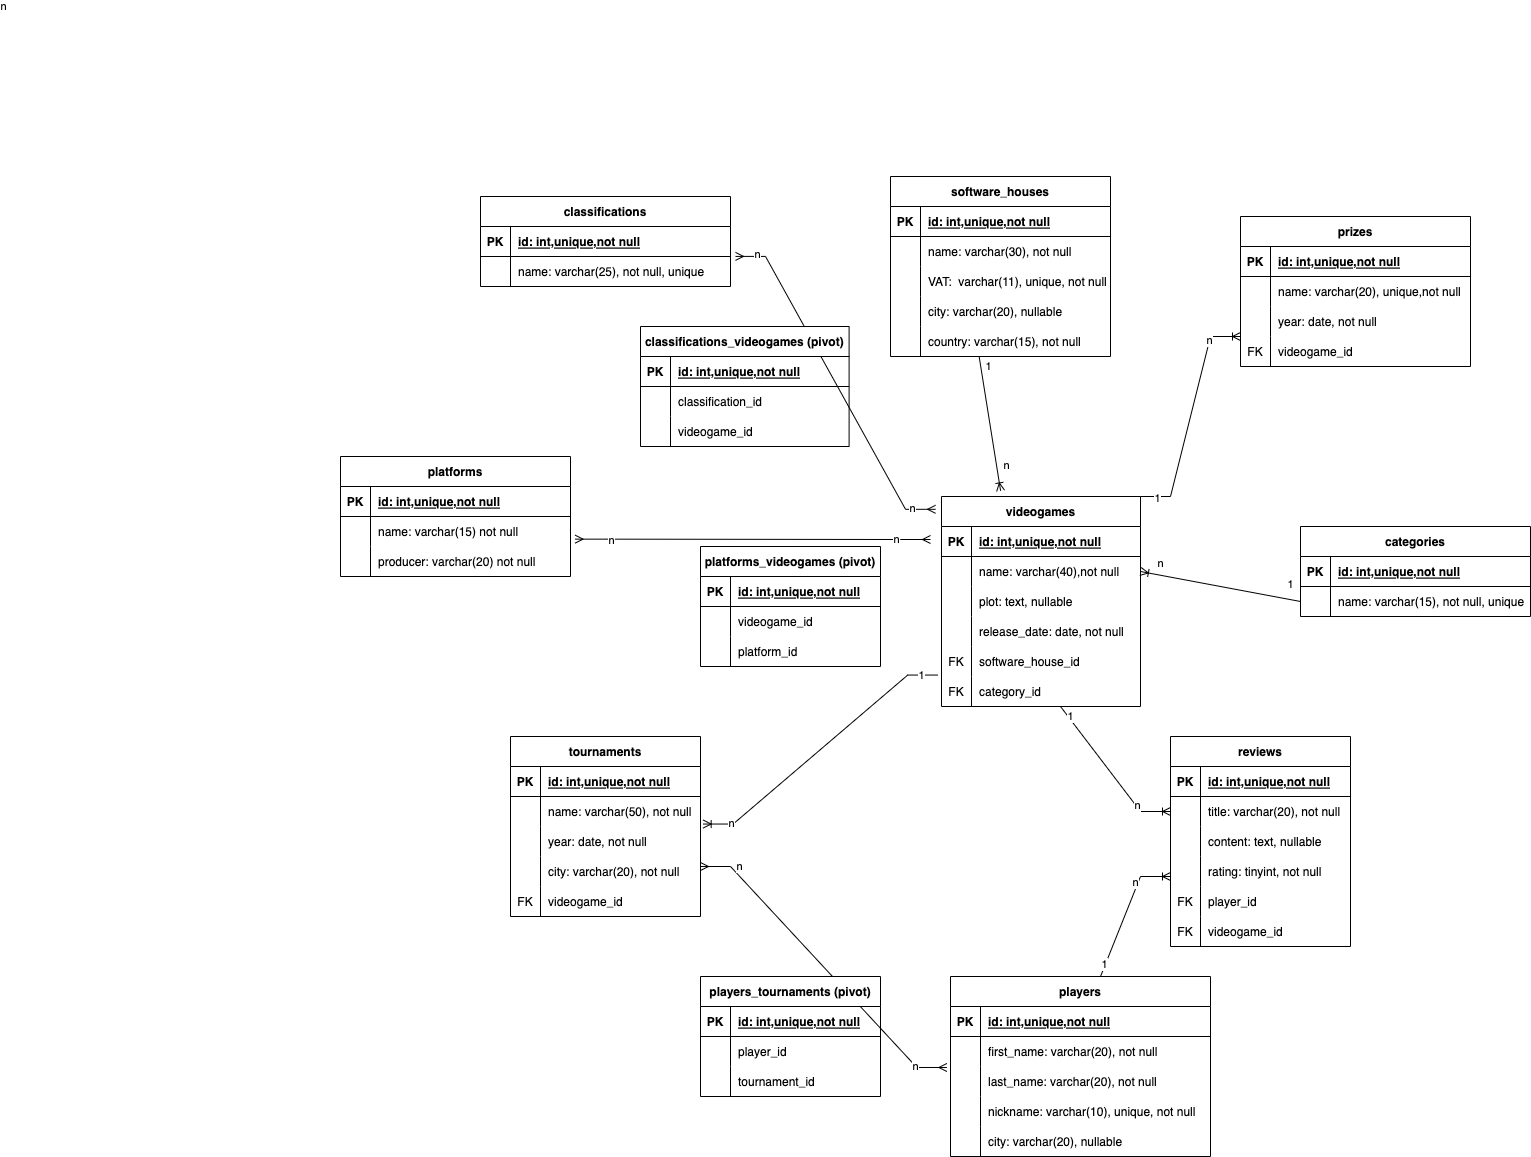 n
classifications
PK id: int,unique,not null
name: varchar(25), not null, unique
n
n
classifications_videogames (pivot)
PK id: int,unique,not null
classification_id
videogame_id
software_houses
PK id: int,unique,not null
name: varchar(30), not null
VAT: varchar(11), unique, not null
city: varchar(20), nullable
country: varchar(15), not null
1
n
prizes
PK id: int,unique,not null
name: varchar(20), unique,not null
year: date, not null
FK videogame_id
n
1
platforms
PK id: int,unique,not null
name: varchar(15) not null
producer: varchar(20) not null
n
n
platforms_videogames (pivot)
PK id: int,unique,not null
videogame_id
platform_id
videogames
PK id: int,unique,not null
name: varchar(40),not null
plot: text, nullable
release_date: date, not null
FK software_house_id
FK category_id
n
1
categories
PK id: int,unique,not null
name: varchar(15), not null, unique
1
n
tournaments
PK id: int,unique,not null
name: varchar(50), not null
year: date, not null
city: varchar(20), not null
FK videogame_id
n
n
1
n
reviews
PK id: int,unique,not null
title: varchar(20), not null
content: text, nullable
rating: tinyint, not null
FK player_id
FK videogame_id
n
1
players_tournaments (pivot)
PK id: int,unique,not null
player_id
tournament_id
players
PK id: int,unique,not null
first_name: varchar(20), not null
last_name: varchar(20), not null
nickname: varchar(10), unique, not null
city: varchar(20), nullable